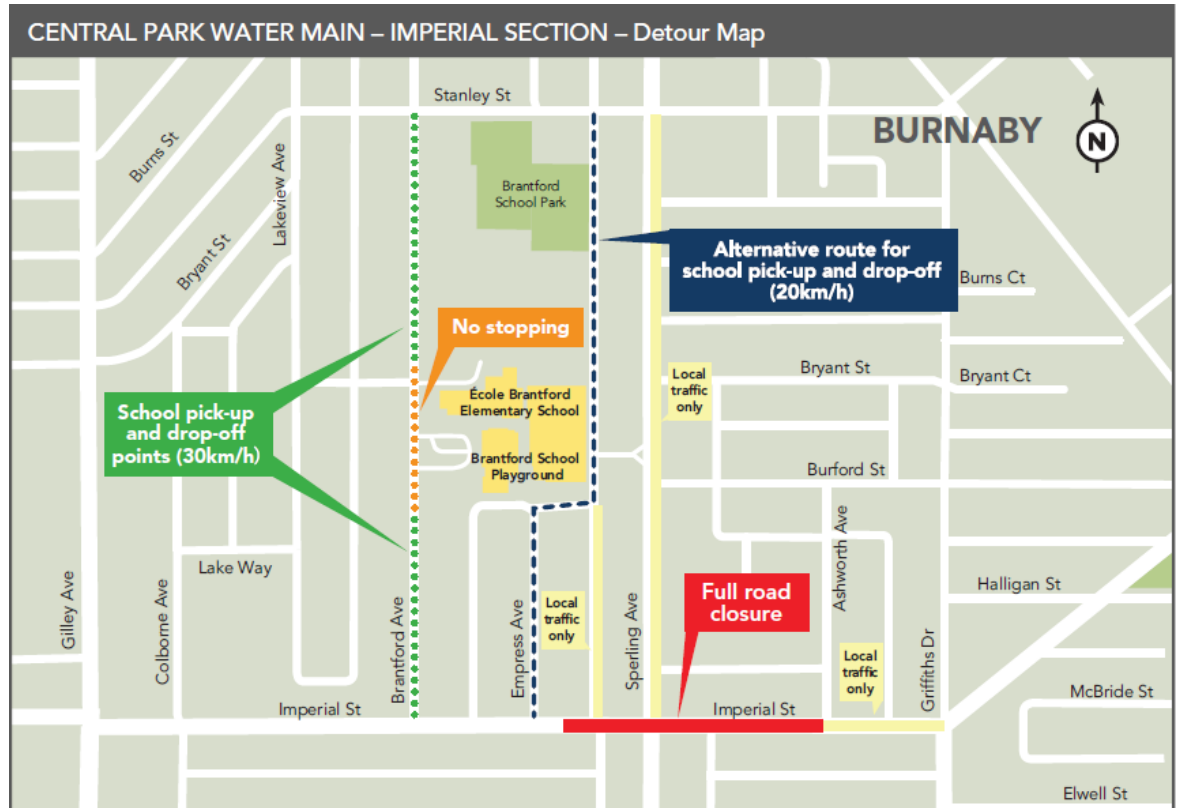 CENTRAL PARK WATER MAIN – IMPERIAL SECTION – Detour Map
Stanley St
BURNABY
N
Burns St
Lakeview Ave
Brantford
School Park
Bryant St
Alternative route for
school pick-up and drop-off
(20km/h)
Burns Ct
No stopping
Local
traffic
only
Bryant St
Bryant Ct
École Brantford
Elementary School
School pick-up
and drop-off
points (30km/h)
Brantford School
Playground
Burford St
Lake Way
Ashworth Ave
Halligan St
Full road
closure
Gilley Ave
Colborne Ave
Brantford Ave
Empress Ave
Local
traffic
only
Sperling Ave
Local
traffic
only
Griffiths Dr
McBride St
Imperial St
Imperial St
Elwell St